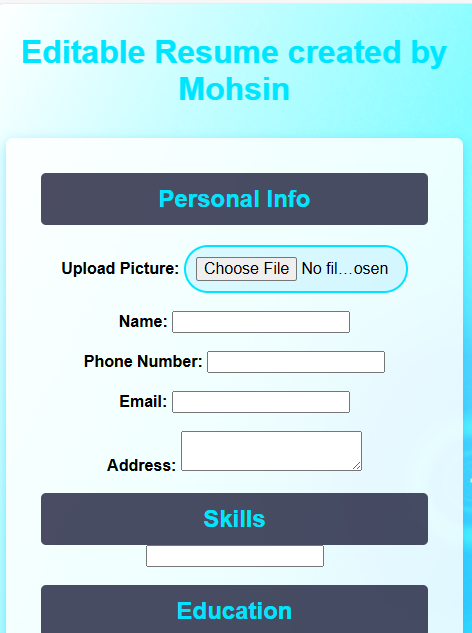 Editable Resume created by
Mohsin
Personal Info
Upload Picture: Choose File No fil...osen
Name:
Phone Number:
Email:
Address:
Skills
Education